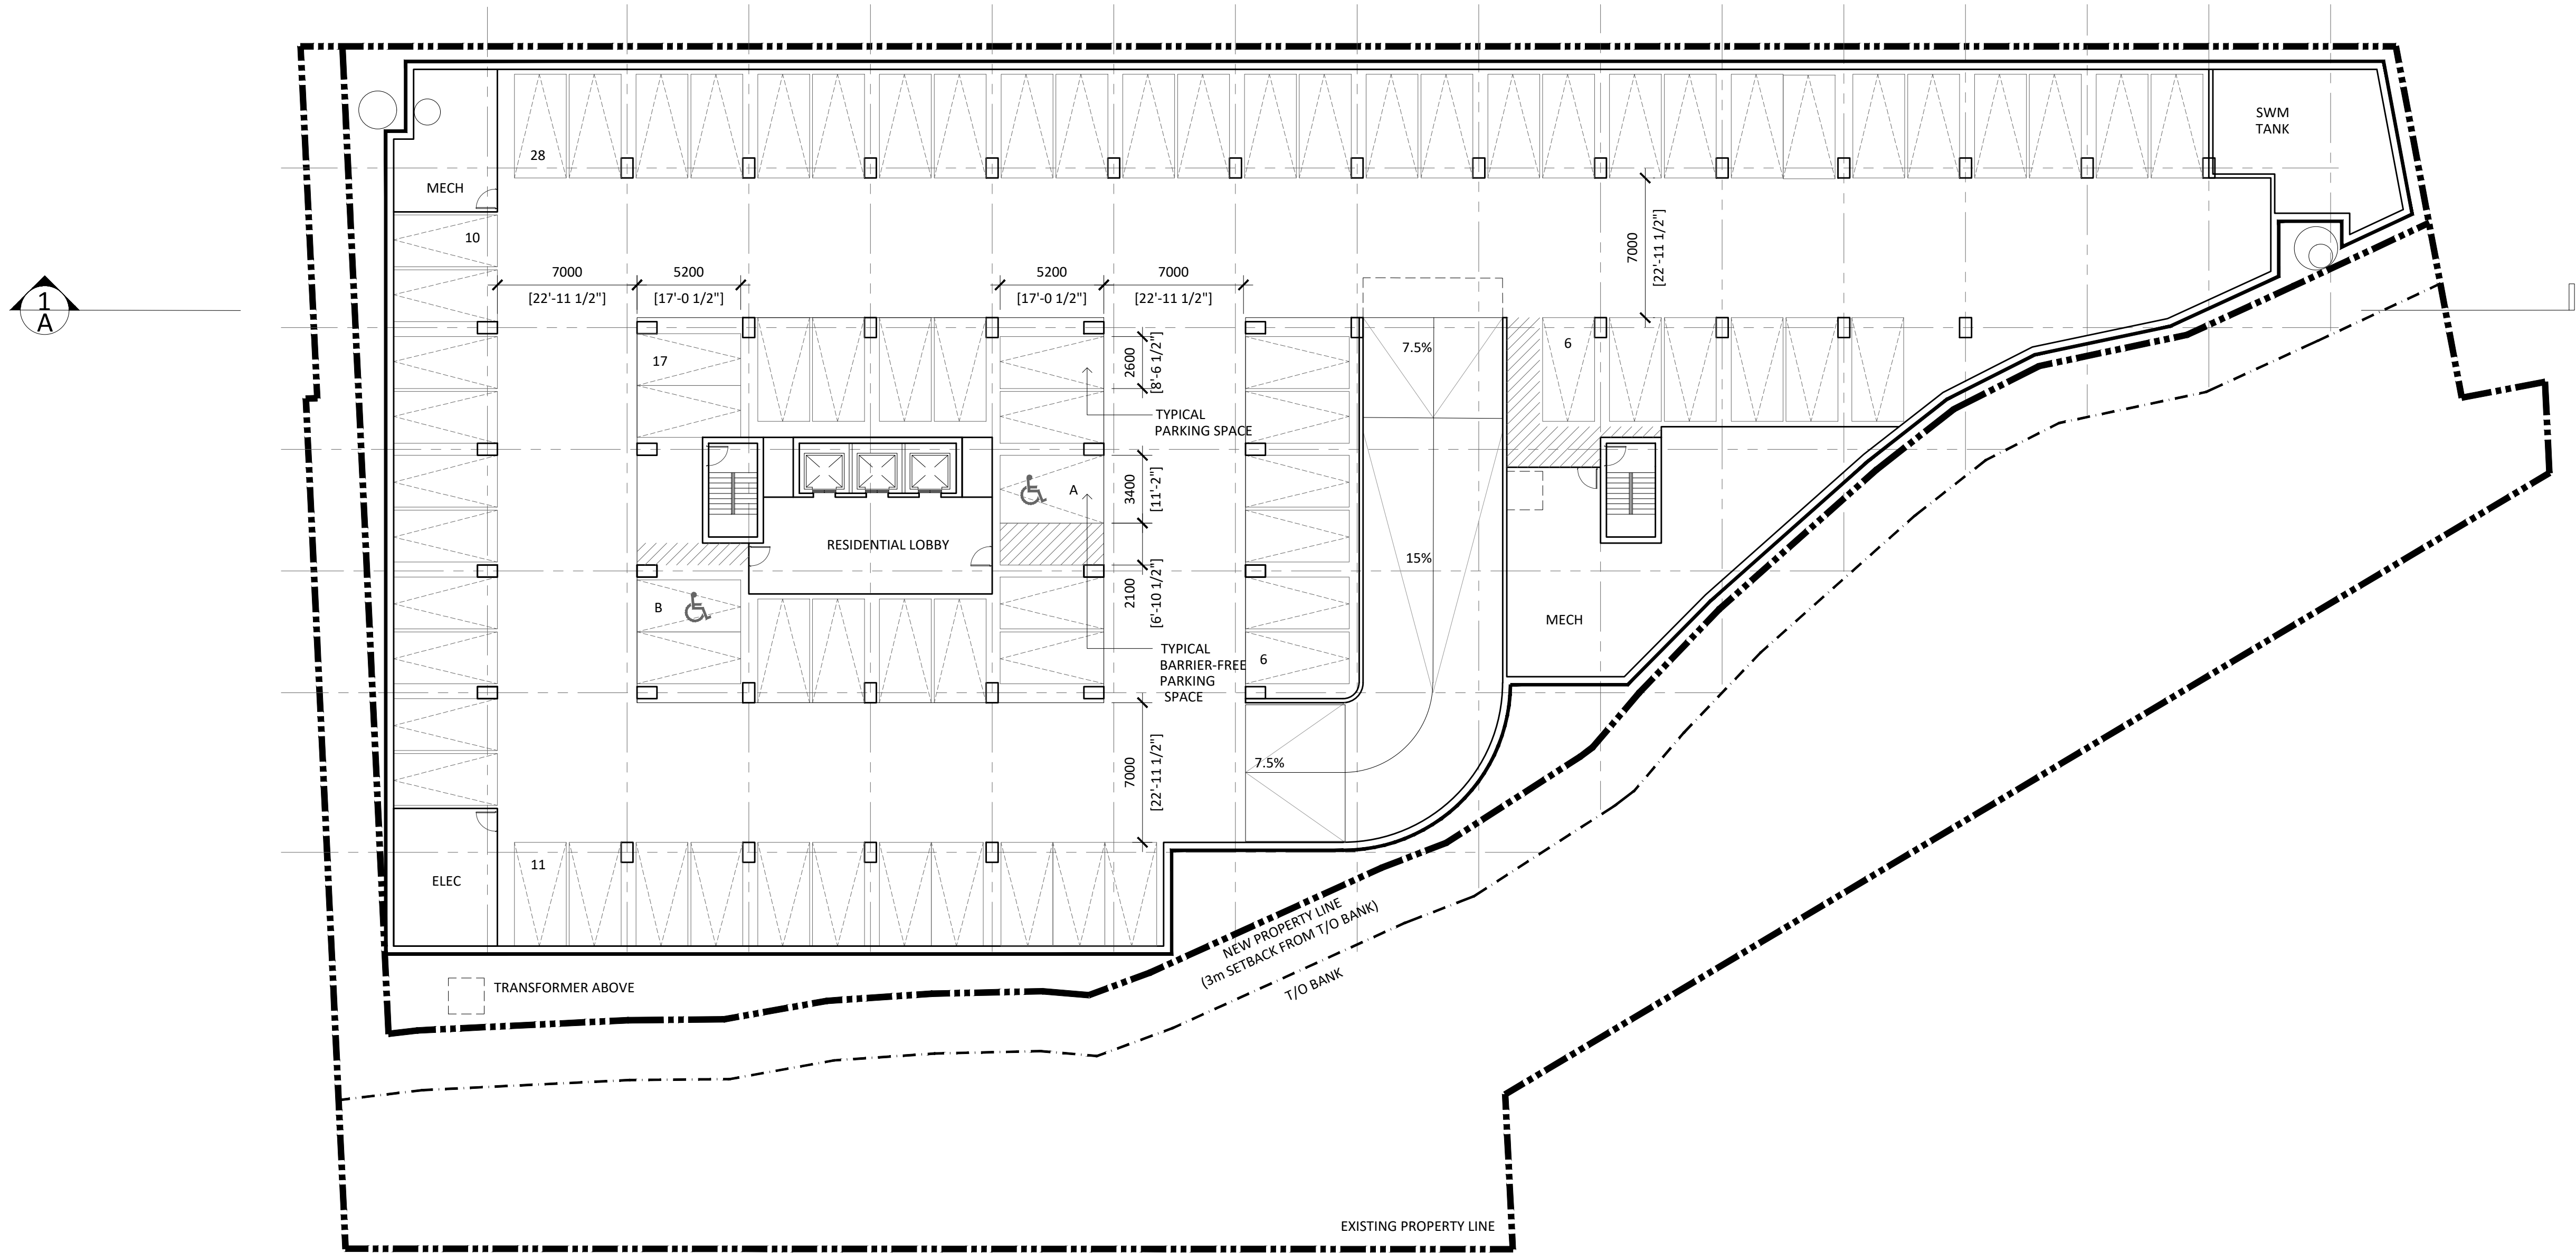 28
SWM
TANK
MECH
10
1
A
7000
[22'-11 1/2"]
5200
[17'-0 1/2"]
5200
[17'-0 1/2"]
7000
[22'-11 1/2"]
7000
[22'-11 1/2"]
17
2600
[8'-6 1/2"]
7.5%
6
TYPICAL
PARKING SPACE
A
3400
[11'-2"]
RESIDENTIAL LOBBY
15%
B
2100
[6'-10 1/2"]
MECH
TYPICAL
BARRIER-FREE
PARKING
SPACE
6
7000
[22'-11 1/2"]
7.5%
11
ELEC
NEW PROPERTY LINE
(3m SETBACK FROM T/O BANK)
T/O BANK
TRANSFORMER ABOVE
EXISTING PROPERTY LINE